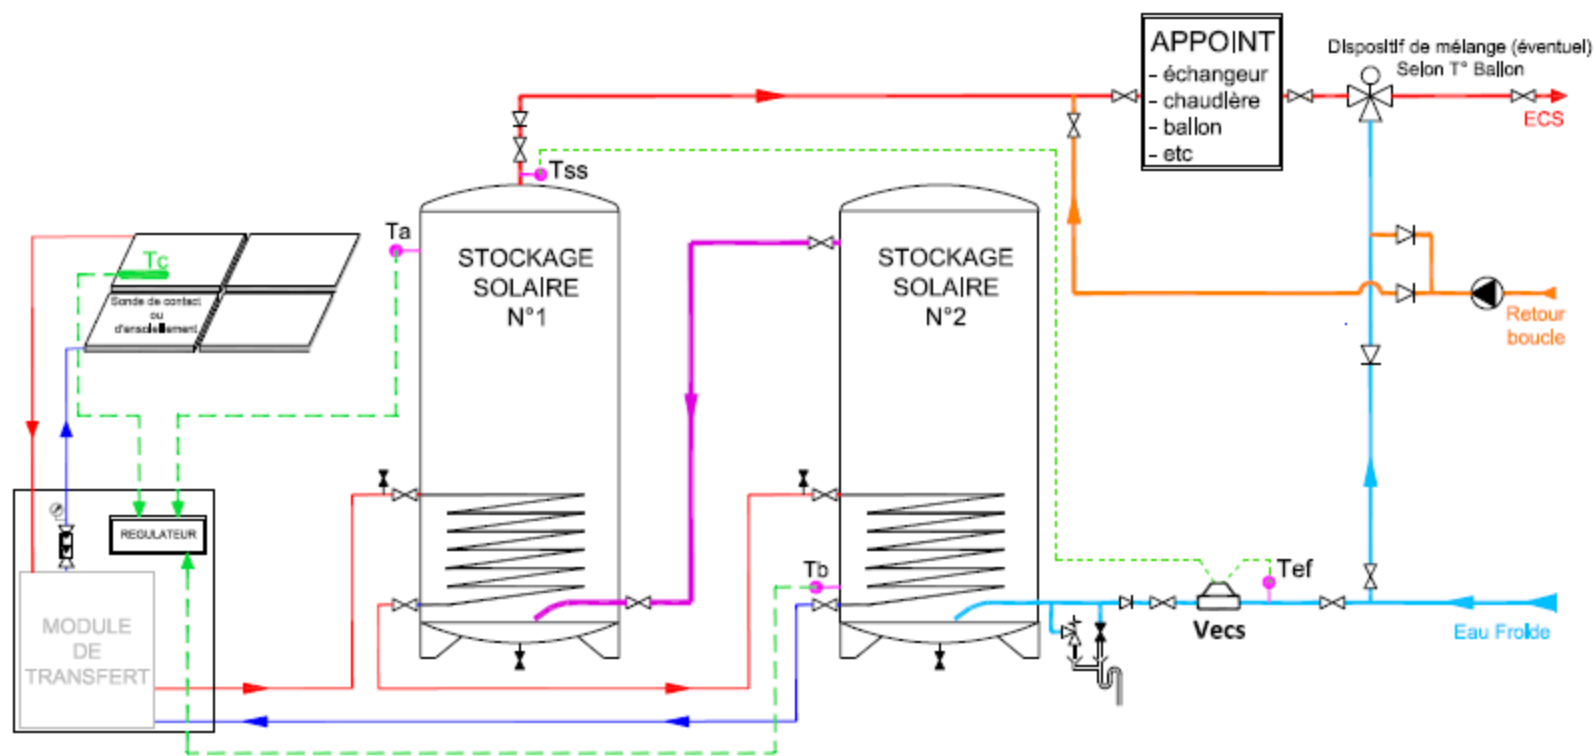 APPOINT
- échangeur
- chaudière
- ballon
- etc
Dispositif de mélange (éventuel)
Selon T° Ballon
ECS
Tss
Ta
STOCKAGE
SOLAIRE
N°1
STOCKAGE
SOLAIRE
N°2
Tc
Sonde de contact
ou
d'ensoleillement
Retour
boucle
REGULATEUR
Tb
Tef
Vecs
Eau Froide
MODULE
DE
TRANSFERT